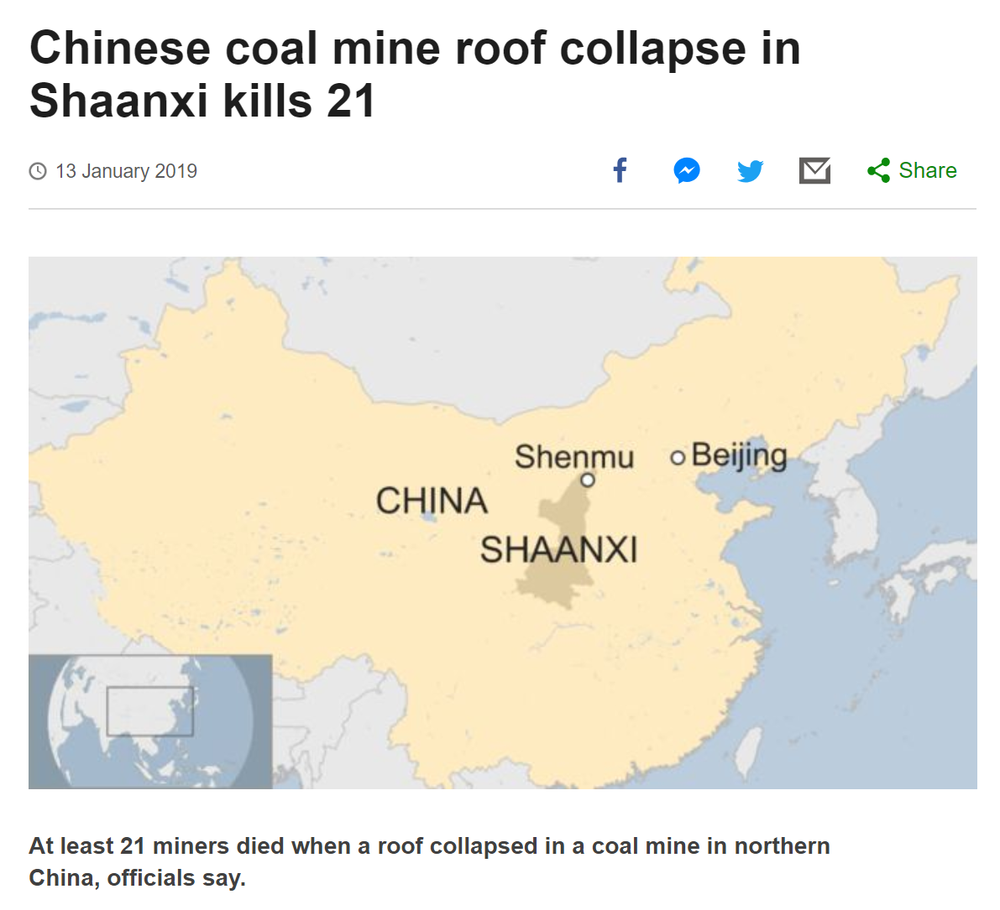 Chinese coal mine roof collapse in
Shaanxi kills 21
13 January 2019
Share
Shenmu
Beijing
CHINA
SHAANXI
At least 21 miners died when a roof collapsed in a coal mine in northern
China, officials say.